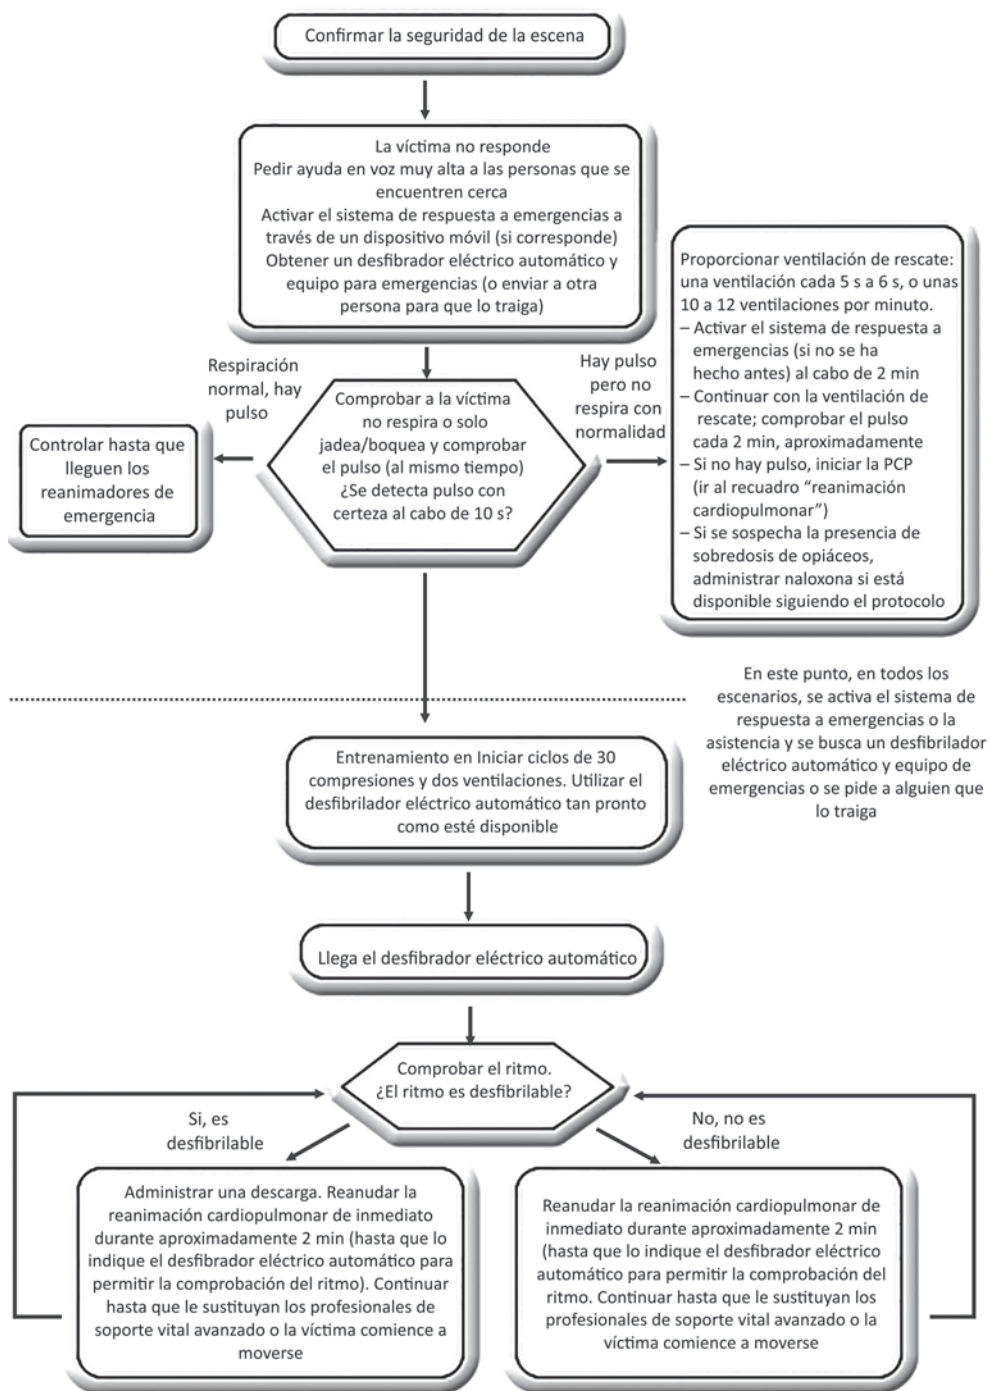 Confirmar la seguridad de la escena
La víctima no responde
Pedir ayuda en voz muy alta a las personas que se
encuentren cerca
Activar el sistema de respuesta a emergencias a
través de un dispositivo móvil (si corresponde)
Obtener un desfibrador eléctrico automático y
equipo para emergencias (o enviar a otra
persona para que lo traiga)
Respiración
normal, hay
pulso
Controlar hasta que
lleguen los
reanimadores de
emergencia
Comprobar a la víctima
no respira o solo
jadea/boquea y comprobar
el pulso (al mismo tiempo)
¿Se detecta pulso con
certeza al cabo de 10 s?
Hay pulso
pero no
respira con
normalidad
Proporcionar ventilación de rescate:
una ventilación cada 5 s a 6 s, o unas
10 a 12 ventilaciones por minuto.
– Activar el sistema de respuesta a
emergencias (si no se ha
hecho antes) al cabo de 2 min
– Continuar con la ventilación de
rescate; comprobar el pulso
cada 2 min, aproximadamente
– Si no hay pulso, iniciar la PCP
(ir al recuadro “reanimación
cardiopulmonar”)
– Si se sospecha la presencia de
sobredosis de opiáceos,
administrar naloxona si está
disponible siguiendo el protocolo
En este punto, en todos los
escenarios, se activa el sistema de
respuesta a emergencias o la
asistencia y se busca un desfibrilador
eléctrico automático y equipo de
emergencias o se pide a alguien que
lo traiga
Entrenamiento en Iniciar ciclos de 30
compresiones y dos ventilaciones. Utilizar el
desfibrilador eléctrico automático tan pronto
como esté disponible
Llega el desfibrador eléctrico automático
Comprobar el ritmo.
¿El ritmo es desfibrilable?
Si, es
desfibrilable
No, no es
desfibrilable
Administrar una descarga. Reanudar la
reanimación cardiopulmonar de inmediato
durante aproximadamente 2 min (hasta que lo
indique el desfibrador eléctrico automático para
permitir la comprobación del ritmo). Continuar
hasta que le sustituyan los profesionales de
soporte vital avanzado o la víctima comience a
moverse
Reanudar la reanimación cardiopulmonar de
inmediato durante aproximadamente 2 min
(hasta que lo indique el desfibrador eléctrico
automático para permitir la comprobación del
ritmo. Continuar hasta que le sustituyan los
profesionales de soporte vital avanzado o la
víctima comience a moverse